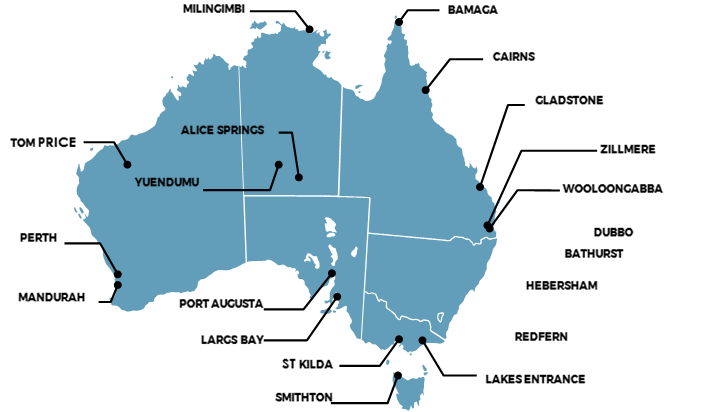 MILINGIMBI
BAMAGA
CAIRNS
GLADSTONE
ALICE SPRINGS
TOM PRICE
ZILLMERE
YUENDUMU
WOOLOONGABBA
DUBBO
PERTH
BATHURST
HEBERSHAM
MANDURAH
PORT AUGUSTA
REDFERN
LARGS BAY
ST KILDA
LAKES ENTRANCE
SMITHTON